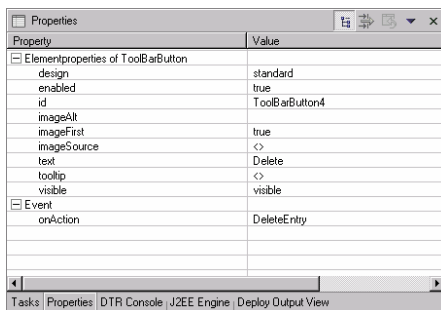 Properties
Property Value
Elementproperties of ToolBarButton
design standard
enabled true
id ToolBarButton4
imageAlt
imageFirst true
imageSource <>
text Delete
tooltip <>
visible visible
Event
onAction DeleteEntry
Tasks Properties DTR Console J2EE Engine Deploy Output View